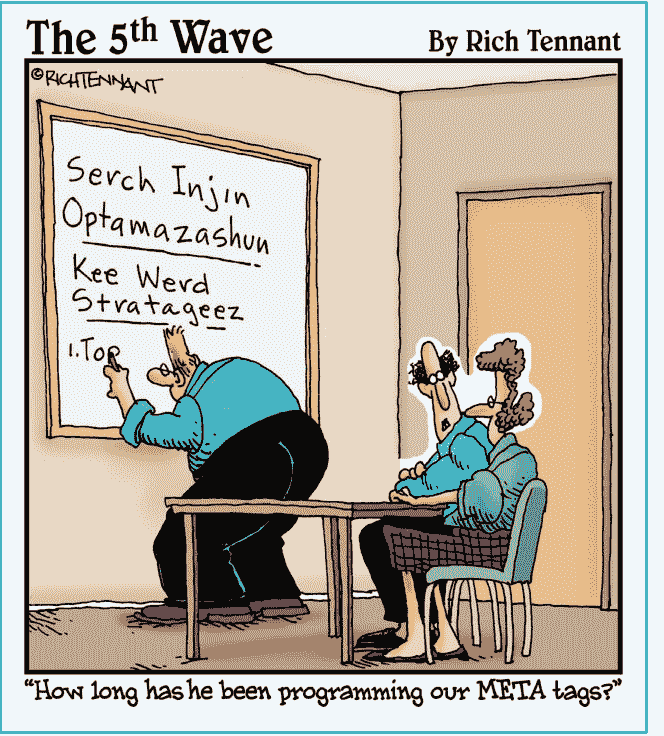 The 5th Wave
By Rich Tennant
©RICHTENNANT
Serch Injin
Optamazashun
Kee Werd
Stratageez
1. Top
“How long has he been programming our META tags?”